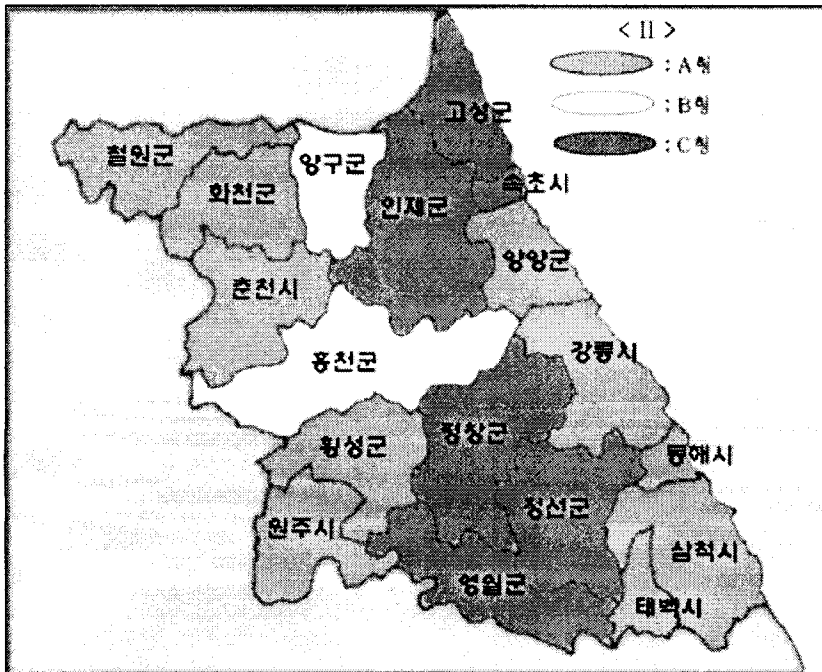 < II >
: A형
: B형
: C형
고성군
철원군
양구군
속초시
화천군
인제군
양양군
춘천시
강릉시
홍천군
평창군
횡성군
동해시
정선군
원주시
삼척시
영월군
태백시